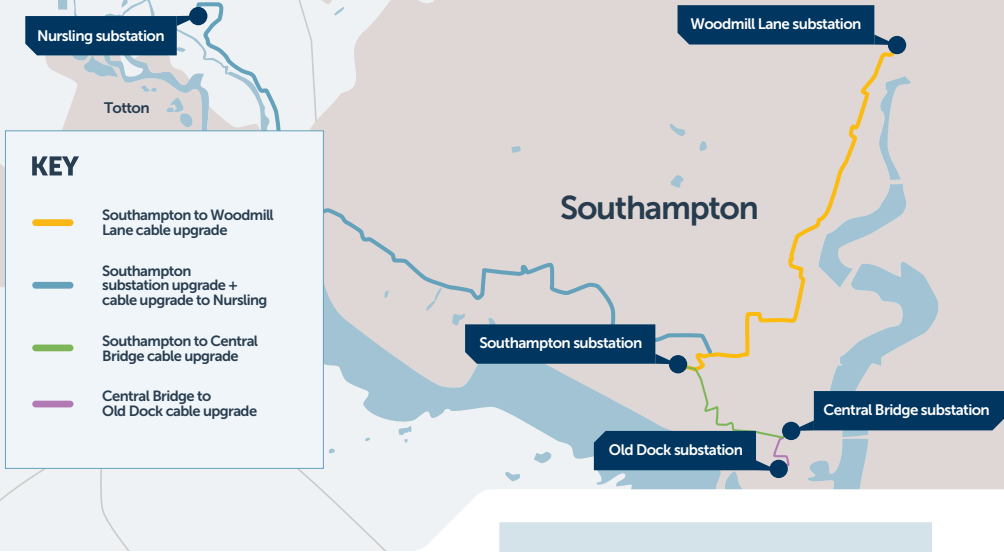 Nursling substation
Woodmill Lane substation
Totton
KEY
Southampton to Woodmill
Lane cable upgrade
Southampton
substation upgrade +
cable upgrade to Nursling
Southampton to Central
Bridge cable upgrade
Central Bridge to
Old Dock cable upgrade
Southampton
Southampton substation
Central Bridge substation
Old Dock substation